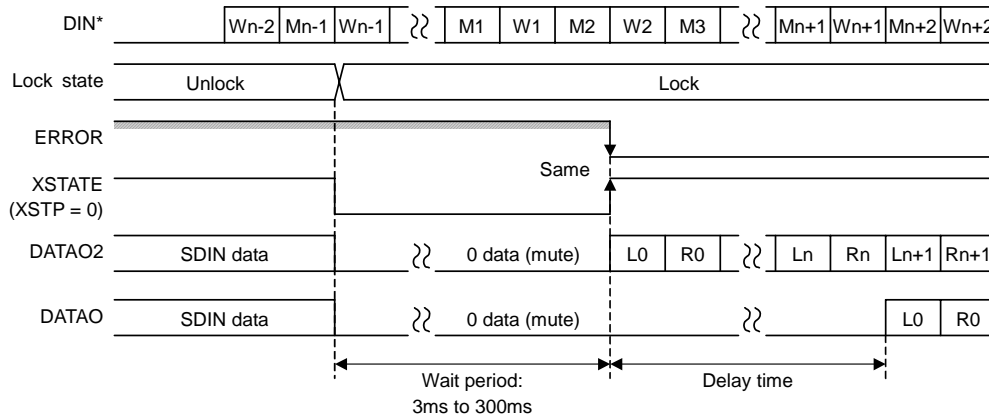 DIN* Wn-2 Mn-1 Wn-1 M1 W1 M2 W2 M3 Mn+1 Wn+1 Mn+2 Wn+2
Lock state Unlock Lock
ERROR
Same
XSTATE
(XSTP = 0)
DATAO2 SDIN data 0 data (mute) L0 R0 Ln Rn Ln+1 Rn+1
DATAO SDIN data 0 data (mute) L0 R0
Wait period: Delay time
3ms to 300ms